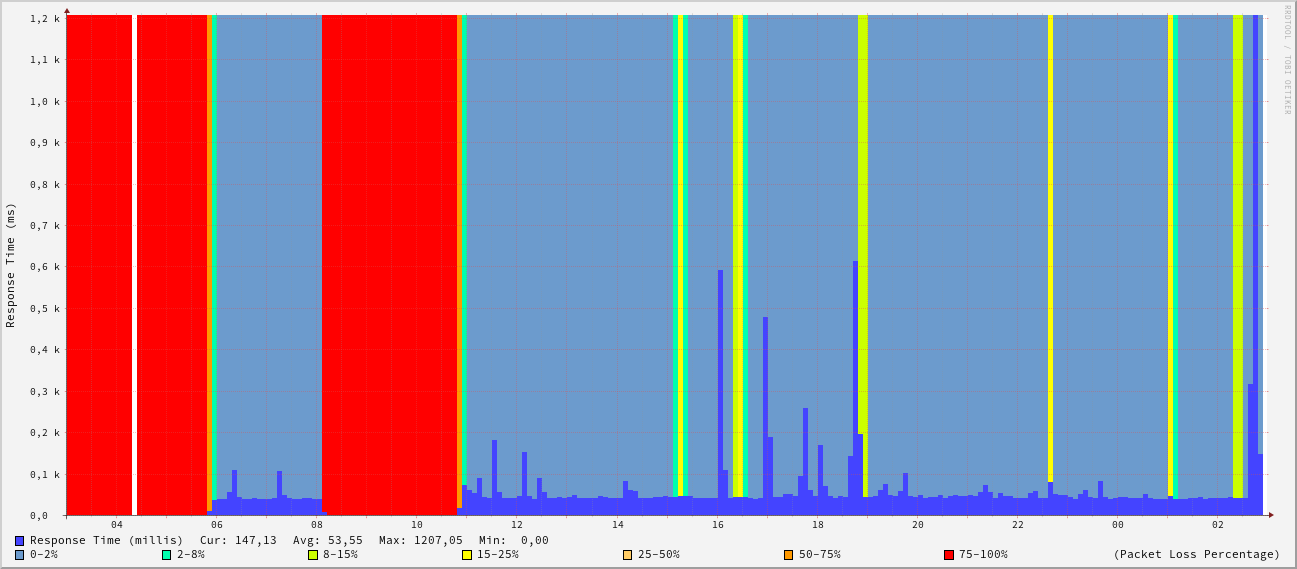 RRDTOOL / TOBI OETIKER
Response Time (ms)
1,2 k
1,1 k
1,0 k
0,9 k
0,8 k
0,7 k
0,6 k
0,5 k
0,4 k
0,3 k
0,2 k
0,1 k
0,0
04 06 08 10 12 14 16 18 20 22 00 02
Response Time (millis) Cur: 147,13 Avg: 53,55 Max: 1207,05 Min: 0,00
0-2% 2-8% 8-15% 15-25% 25-50% 50-75% 75-100% (Packet Loss Percentage)